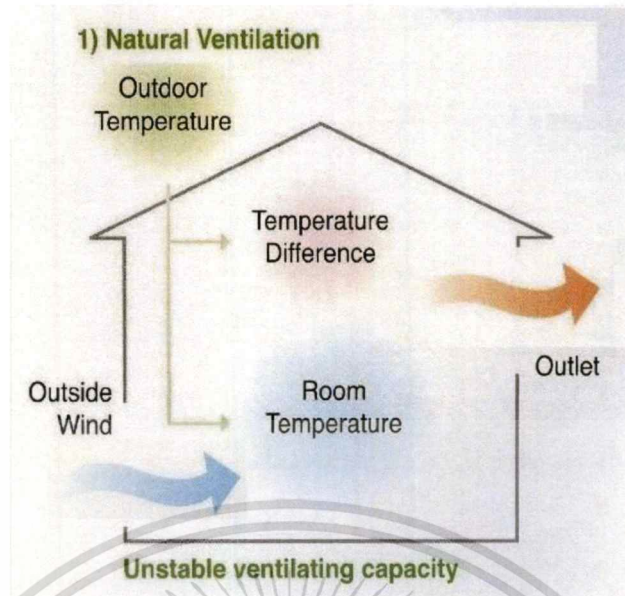 1) Natural Ventilation
Outdoor
Temperature
Temperature
Difference
Outlet
Outside
Wind
Room
Temperature
Unstable ventilating capacity